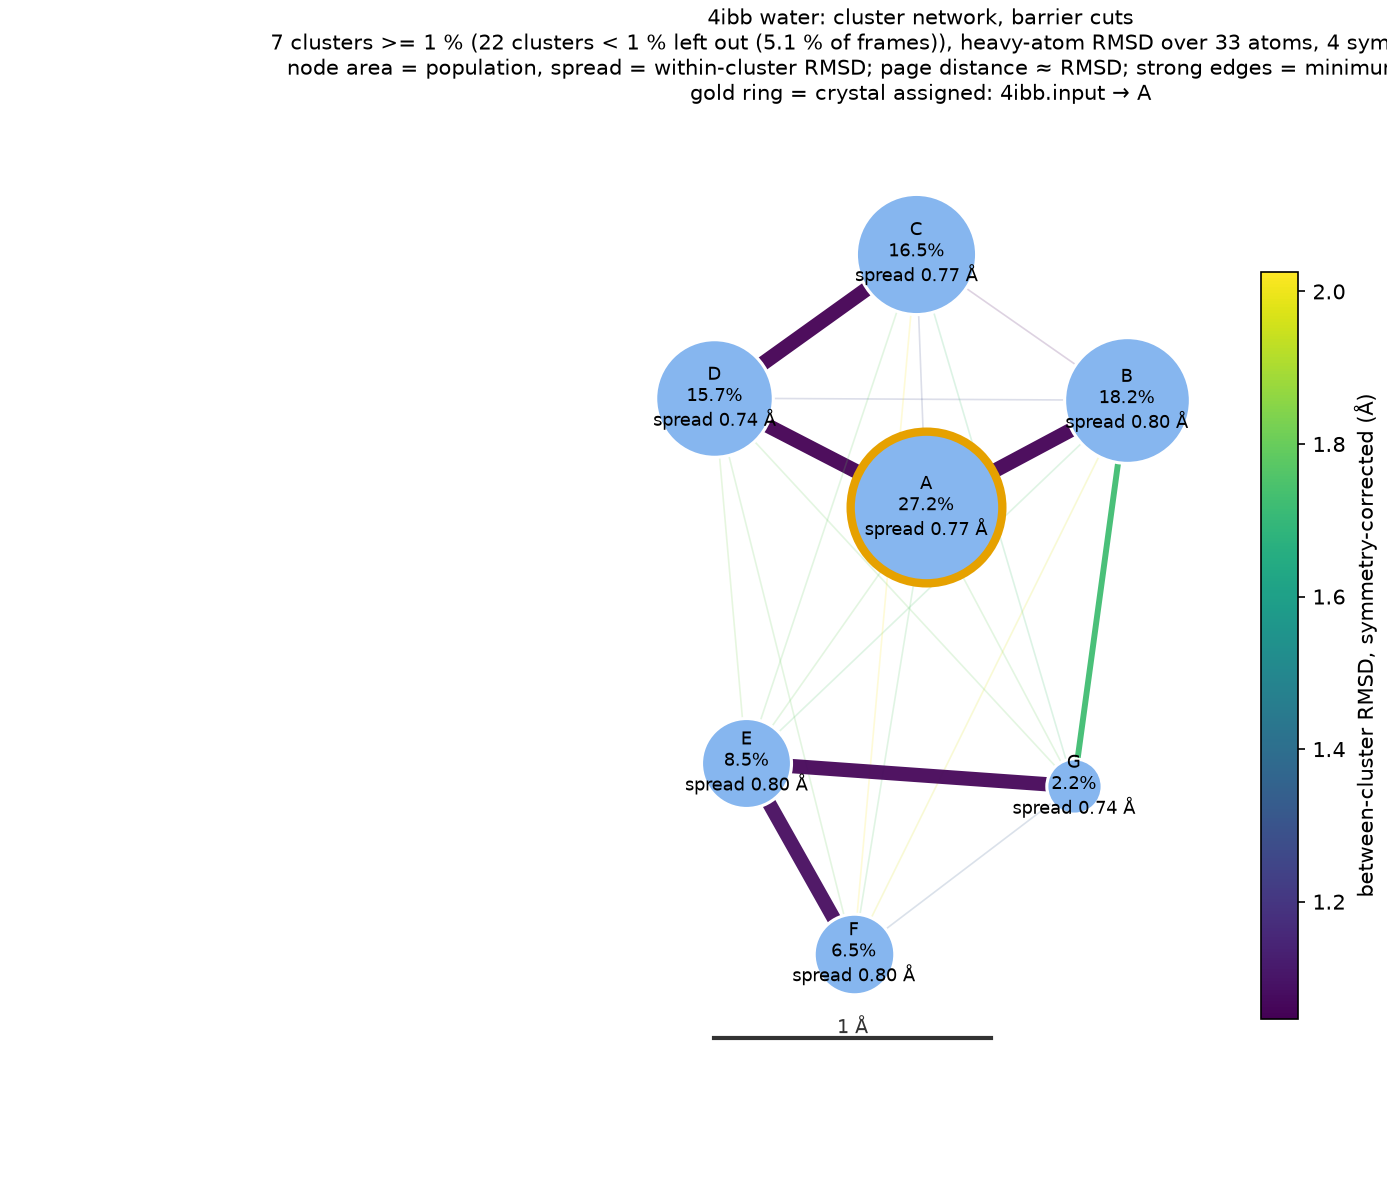 4ibb water: cluster network, barrier cuts
7 clusters >= 1 % (22 clusters < 1 % left out (5.1 % of frames)), heavy-atom RMSD over 33 atoms, 4 sym
node area = population, spread = within-cluster RMSD; page distance ≈ RMSD; strong edges = minimu
gold ring = crystal assigned: 4ibb.input → A
C
16.5%
spread 0.77 Å
D
15.7%
spread 0.74 Å
B
18.2%
spread 0.80 Å
A
27.2%
spread 0.77 Å
E
8.5%
spread 0.80 Å
G
2.2%
spread 0.74 Å
F
6.5%
spread 0.80 Å
1 Å
2.0
1.8
1.6
1.4
1.2
between-cluster RMSD, symmetry-corrected (Å)